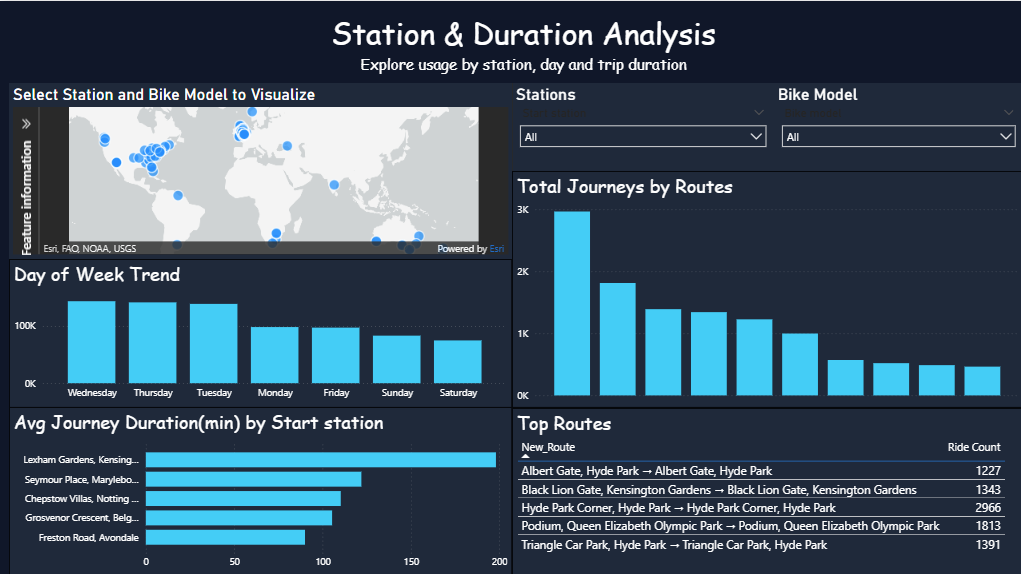 Station & Duration Analysis
Explore usage by station, day and trip duration
Select Station and Bike Model to Visualize
Feature information
Esri, FAO, NOAA, USGS
Powered by Esri
Stations
All
Bike Model
All
Total Journeys by Routes
3K
2K
1K
0K
Day of Week Trend
100K
0K
Wednesday Thursday Tuesday Monday Friday Sunday Saturday
Avg Journey Duration(min) by Start station
Lexham Gardens, Kensing...
Seymour Place, Marylebo...
Chepstow Villas, Notting ...
Grosvenor Crescent, Belg...
Freston Road, Avondale
0 50 100 150 200
Top Routes
New_Route Ride Count
Albert Gate, Hyde Park → Albert Gate, Hyde Park 1227
Black Lion Gate, Kensington Gardens → Black Lion Gate, Kensington Gardens 1343
Hyde Park Corner, Hyde Park → Hyde Park Corner, Hyde Park 2966
Podium, Queen Elizabeth Olympic Park → Podium, Queen Elizabeth Olympic Park 1813
Triangle Car Park, Hyde Park → Triangle Car Park, Hyde Park 1391